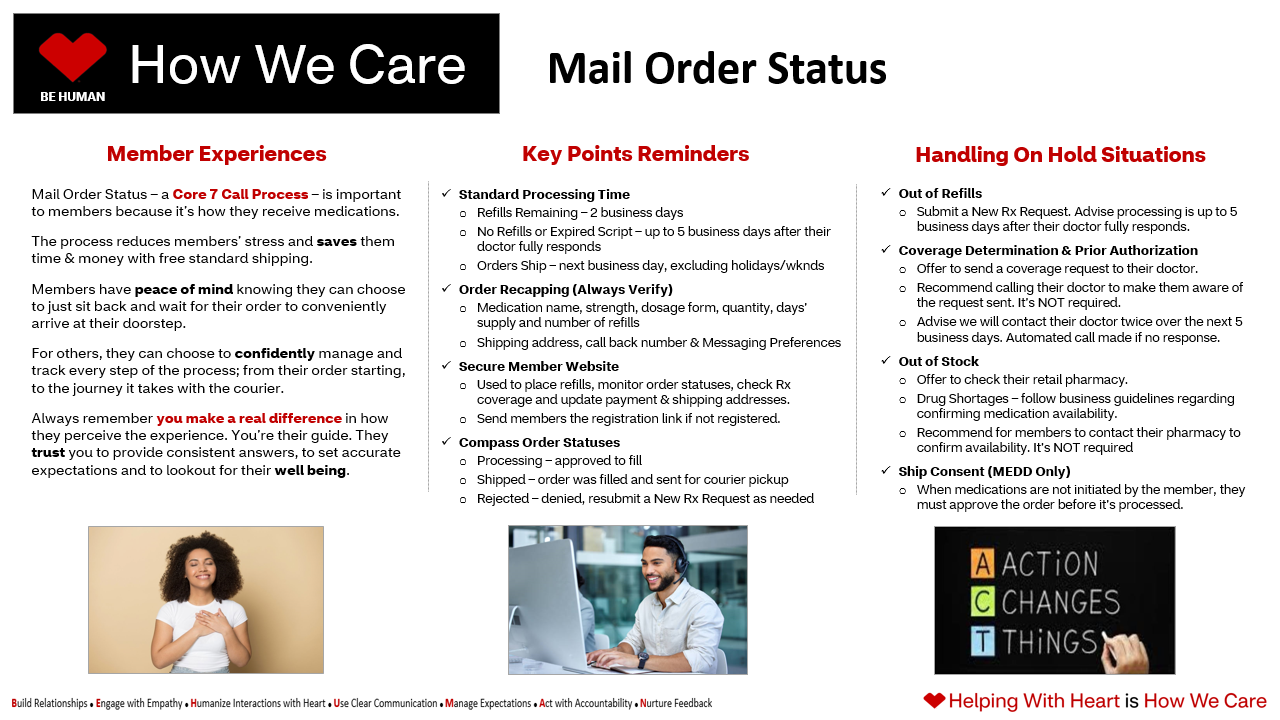 How We Care
BE HUMAN
Mail Order Status
Member Experiences
Mail Order Status – a Core 7 Call Process – is important
to members because it's how they receive medications.
The process reduces members' stress and saves them
time & money with free standard shipping.
Members have peace of mind knowing they can choose
to just sit back and wait for their order to conveniently
arrive at their doorstep.
For others, they can choose to confidently manage and
track every step of the process; from their order starting,
to the journey it takes with the courier.
Always remember you make a real difference in how
they perceive the experience. You're their guide. They
trust you to provide consistent answers, to set accurate
expectations and to lookout for their well being.
Key Points Reminders
✓ Standard Processing Time
o Refills Remaining – 2 business days
o No Refills or Expired Script – up to 5 business days after their
doctor fully responds
o Orders Ship – next business day, excluding holidays/wknds
✓ Order Recapping (Always Verify)
o Medication name, strength, dosage form, quantity, days'
supply and number of refills
o Shipping address, call back number & Messaging Preferences
✓ Secure Member Website
o Used to place refills, monitor order statuses, check Rx
coverage and update payment & shipping addresses.
o Send members the registration link if not registered.
✓ Compass Order Statuses
o Processing – approved to fill
o Shipped – order was filled and sent for courier pickup
o Rejected – denied, resubmit a New Rx Request as needed
Handling On Hold Situations
✓ Out of Refills
o Submit a New Rx Request. Advise processing is up to 5
business days after their doctor fully responds.
✓ Coverage Determination & Prior Authorization
o Offer to send a coverage request to their doctor.
o Recommend calling their doctor to make them aware of
the request sent. It's NOT required.
o Advise we will contact their doctor twice over the next 5
business days. Automated call made if no response.
✓ Out of Stock
o Offer to check their retail pharmacy.
o Drug Shortages – follow business guidelines regarding
confirming medication availability.
o Recommend for members to contact their pharmacy to
confirm availability. It's NOT required
✓ Ship Consent (MEDD Only)
o When medications are not initiated by the member, they
must approve the order before it's processed.
A ACTiON
C CHANGES
T THiNGS
Build Relationships • Engage with Empathy • Humanize Interactions with Heart • Use Clear Communication • Manage Expectations • Act with Accountability • Nurture Feedback
Helping With Heart is How We Care